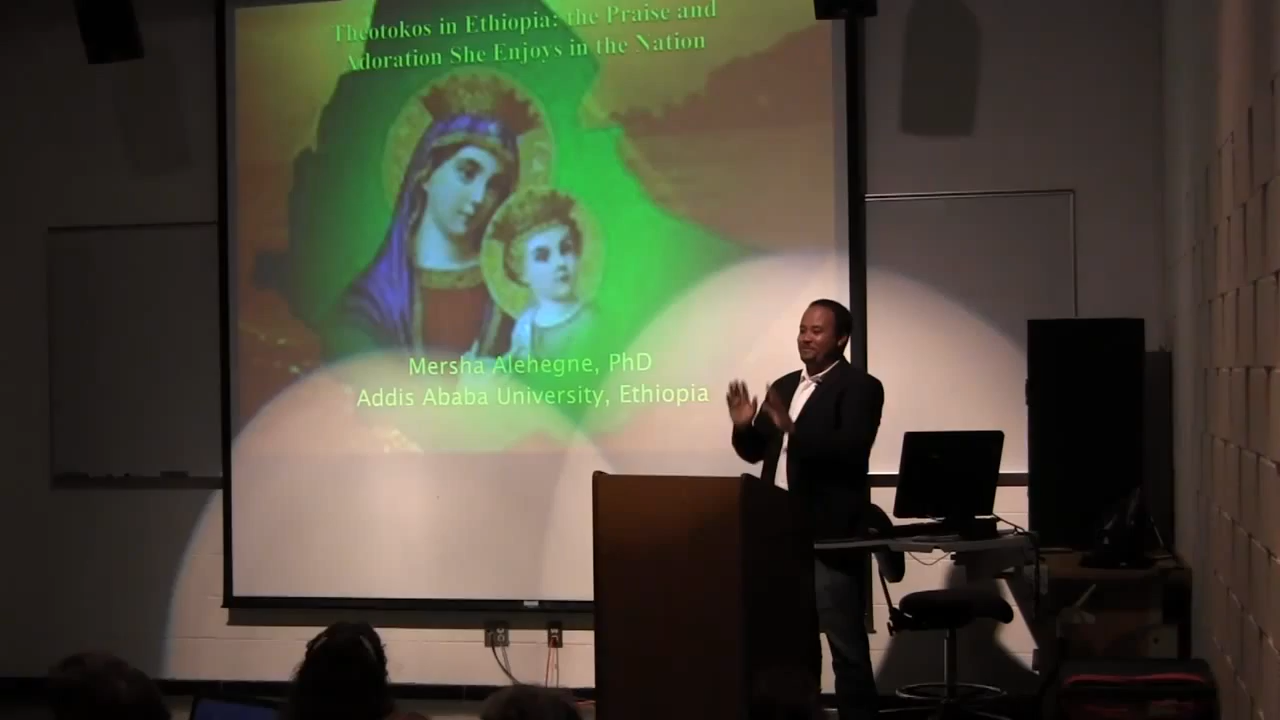 Theotokos in Ethiopia: the Praise and
Adoration She Enjoys in the Nation
Mersha Alehegne, PhD
Addis Ababa University, Ethiopia